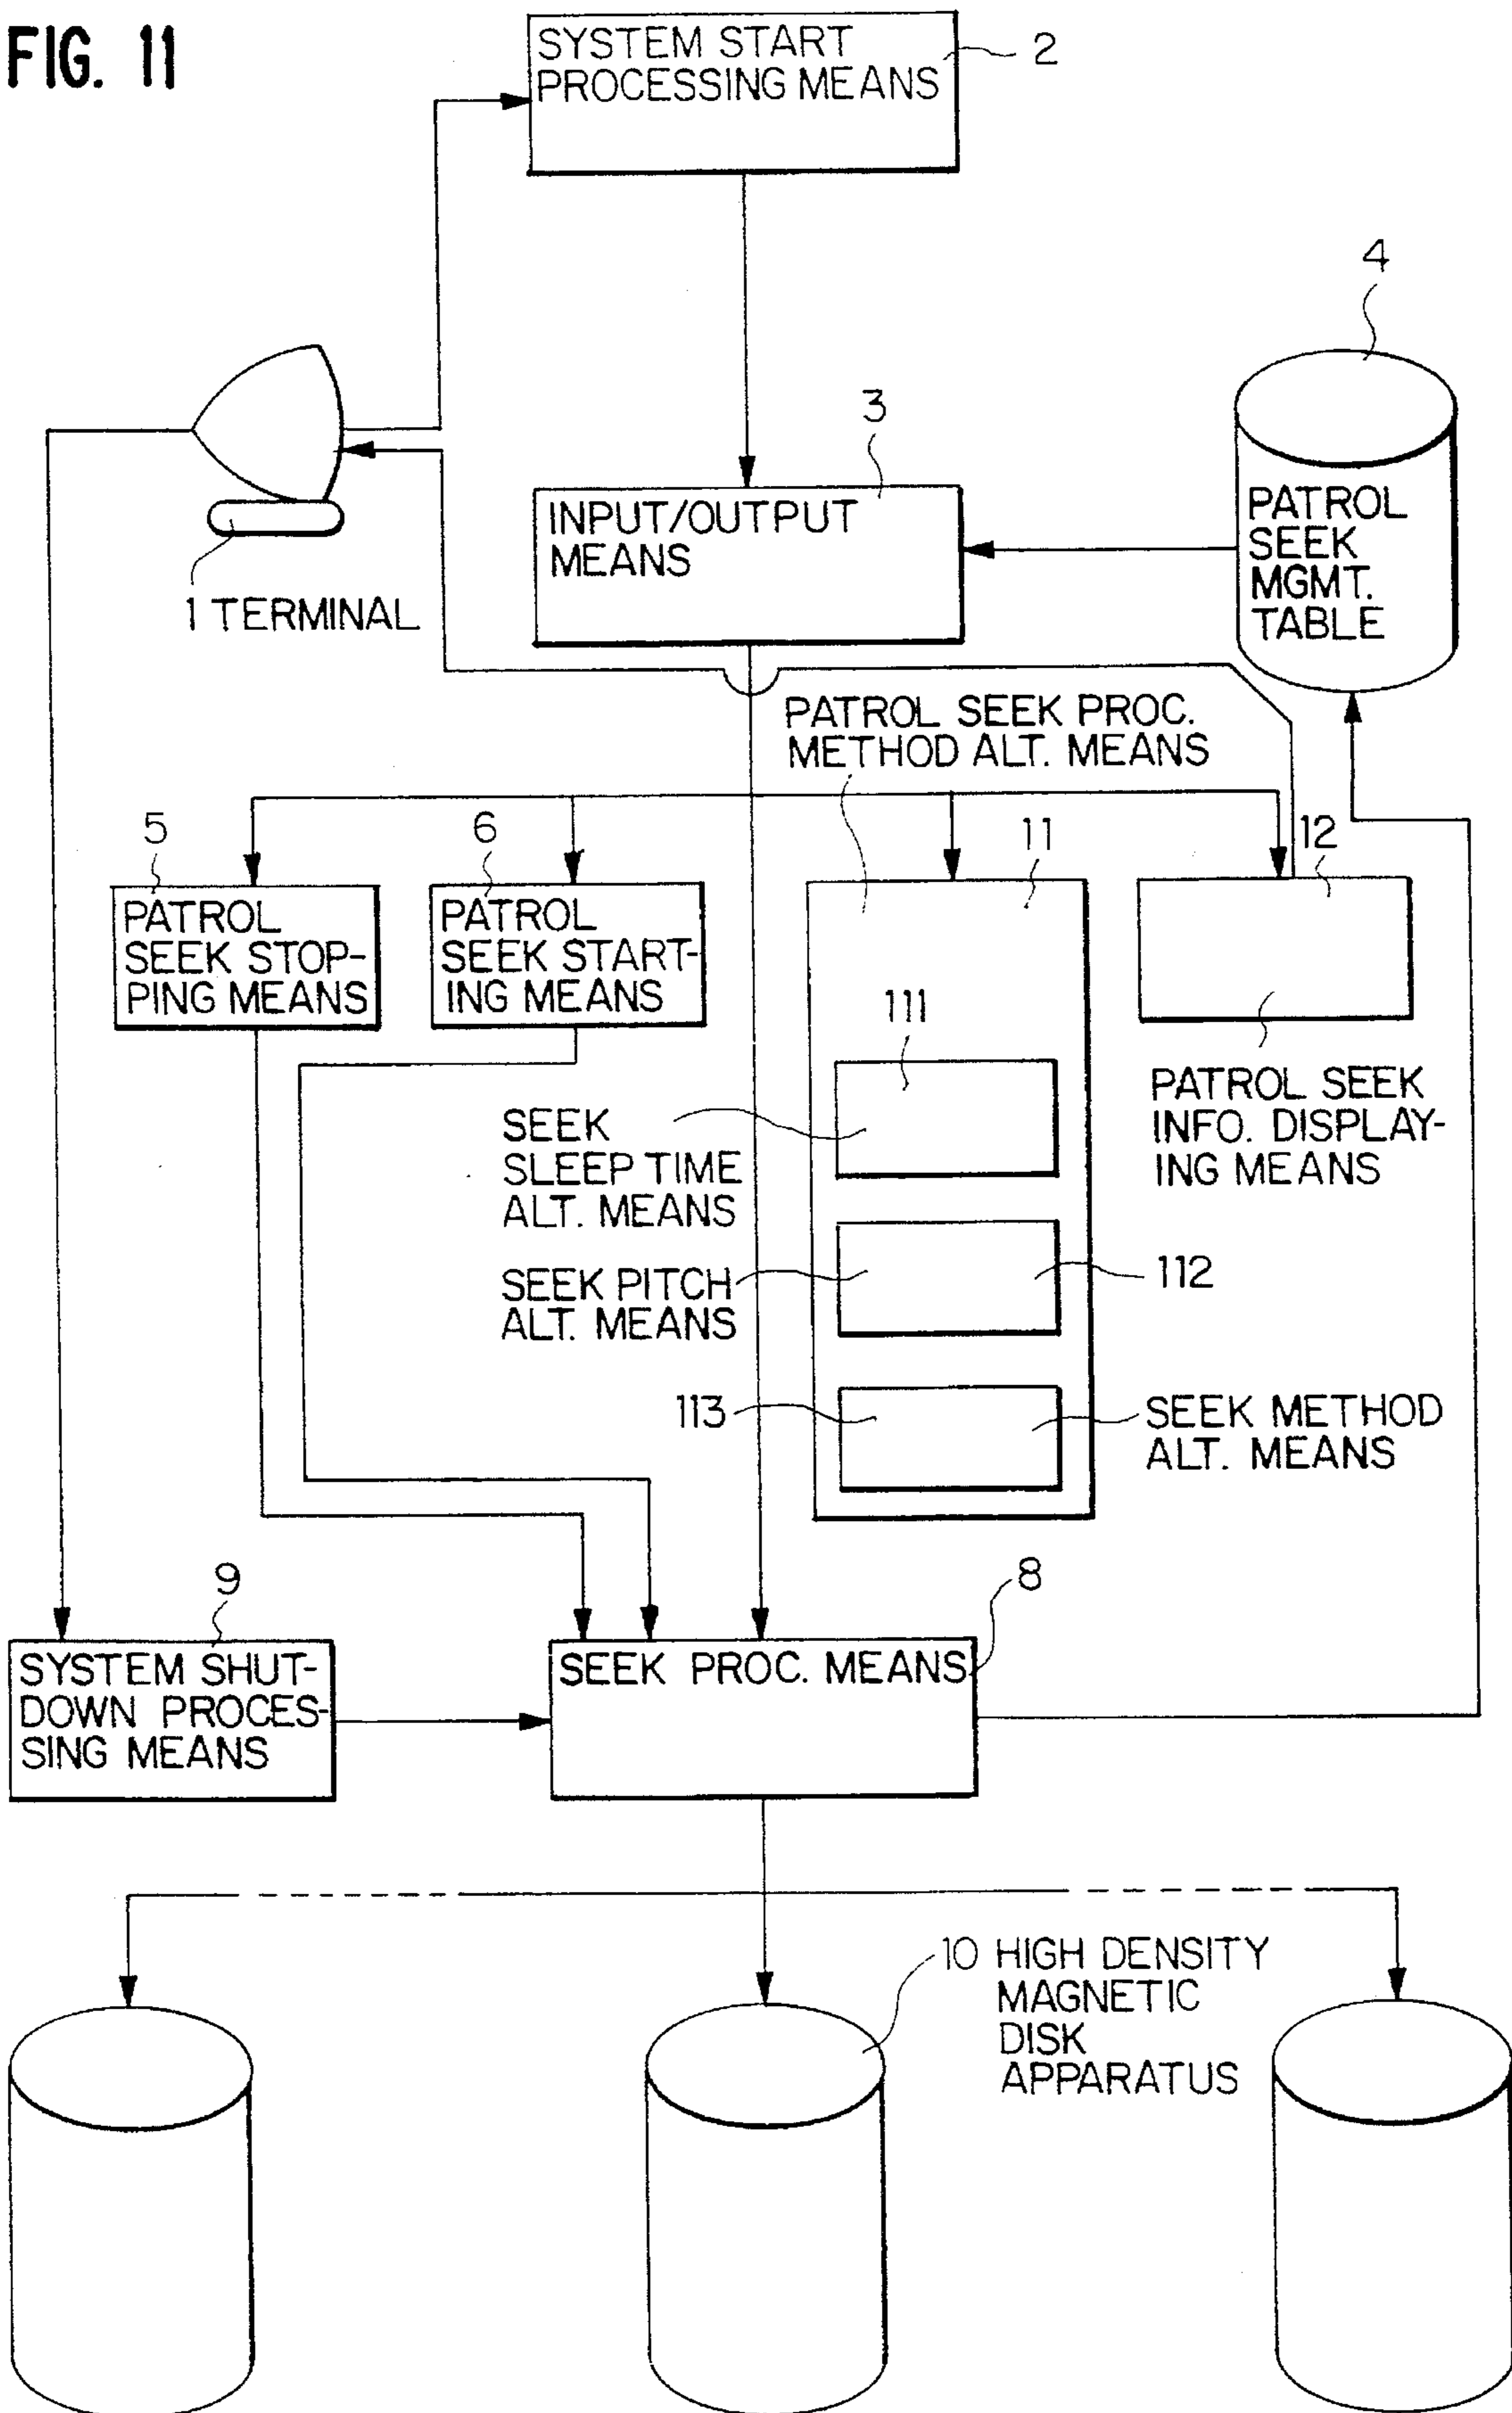 FIG. 11
SYSTEM START
PROCESSING MEANS
2
4
3
INPUT/OUTPUT
MEANS
PATROL
SEEK
MGMT.
TABLE
1 TERMINAL
PATROL SEEK PROC.
METHOD ALT. MEANS
5
6
11
12
PATROL
SEEK STOP-
PING MEANS
PATROL
SEEK START-
ING MEANS
111
PATROL SEEK
INFO. DISPLAY-
ING MEANS
SEEK
SLEEP TIME
ALT. MEANS
SEEK PITCH
ALT. MEANS
112
113
SEEK METHOD
ALT. MEANS
9
8
SYSTEM SHUT-
DOWN PROCES-
SING MEANS
SEEK PROC. MEANS
10 HIGH DENSITY
MAGNETIC
DISK
APPARATUS